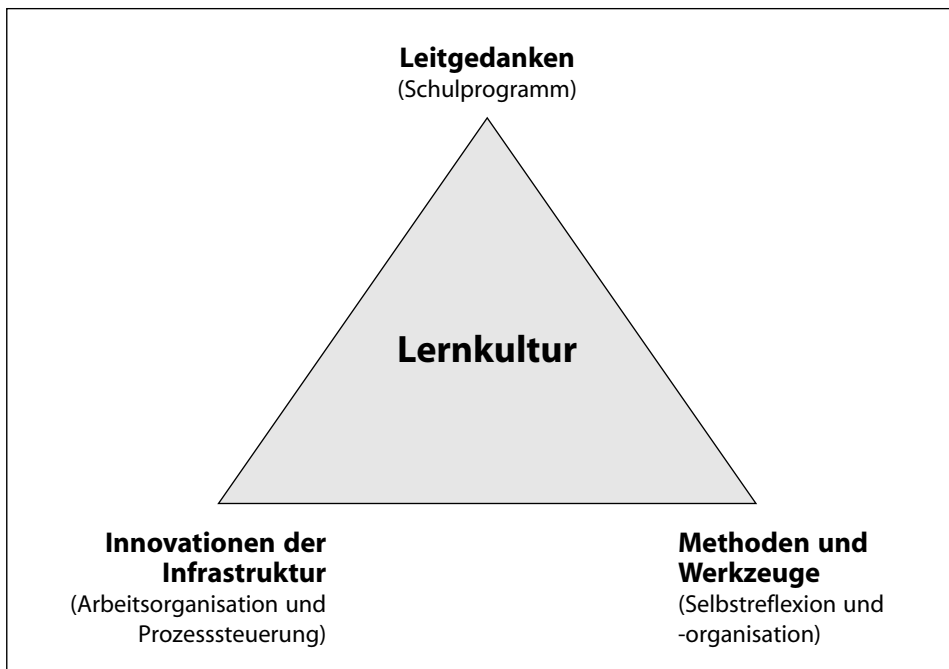 Leitgedanken
(Schulprogramm)
Lernkultur
Innovationen der
Infrastruktur
(Arbeitsorganisation und
Prozesssteuerung)
Methoden und
Werkzeuge
(Selbstreflexion und
-organisation)